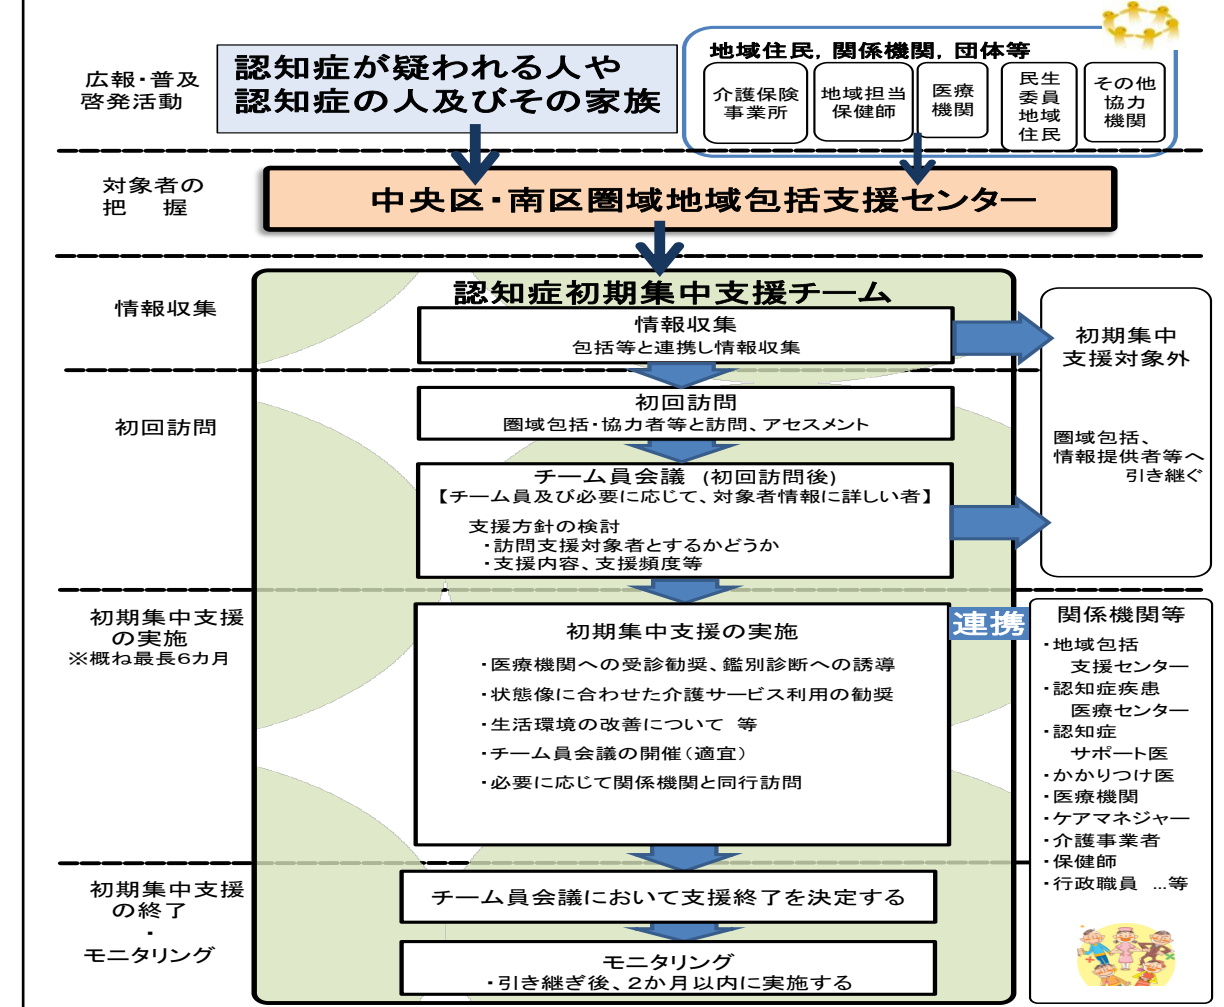 広報・普及
啓発活動
認知症が疑われる人や
認知症の人及びその家族
地域住民，関係機関，団体等
介護保険
事業所
地域担当
保健師
医療
機関
民生
委員
地域
住民
その他
協力
機関
対象者の
把　握
中央区・南区圏域地域包括支援センター
認知症初期集中支援チーム
情報収集
情報収集
包括等と連携し情報収集
初期集中
支援対象外
圏域包括、
情報提供者等へ
引き継ぐ
初回訪問
初回訪問
圏域包括・協力者等と訪問、アセスメント
チーム員会議 (初回訪問後)
【チーム員及び必要に応じて、対象者情報に詳しい者】
支援方針の検討
・訪問支援対象者とするかどうか
・支援内容、支援頻度等
初期集中支援
の実施
※概ね最長6カ月
初期集中支援の実施
・医療機関への受診勧奨、鑑別診断への誘導
・状態像に合わせた介護サービス利用の勧奨
・生活環境の改善について 等
・チーム員会議の開催（適宜）
・必要に応じて関係機関と同行訪問
連携
関係機関等
・地域包括
支援センター
・認知症疾患
医療センター
・認知症
サポート医
・かかりつけ医
・医療機関
・ケアマネジャー
・介護事業者
・保健師
・行政職員 …等
初期集中支援
の終了
・
モニタリング
チーム員会議において支援終了を決定する
モニタリング
・引き継ぎ後、２か月以内に実施する